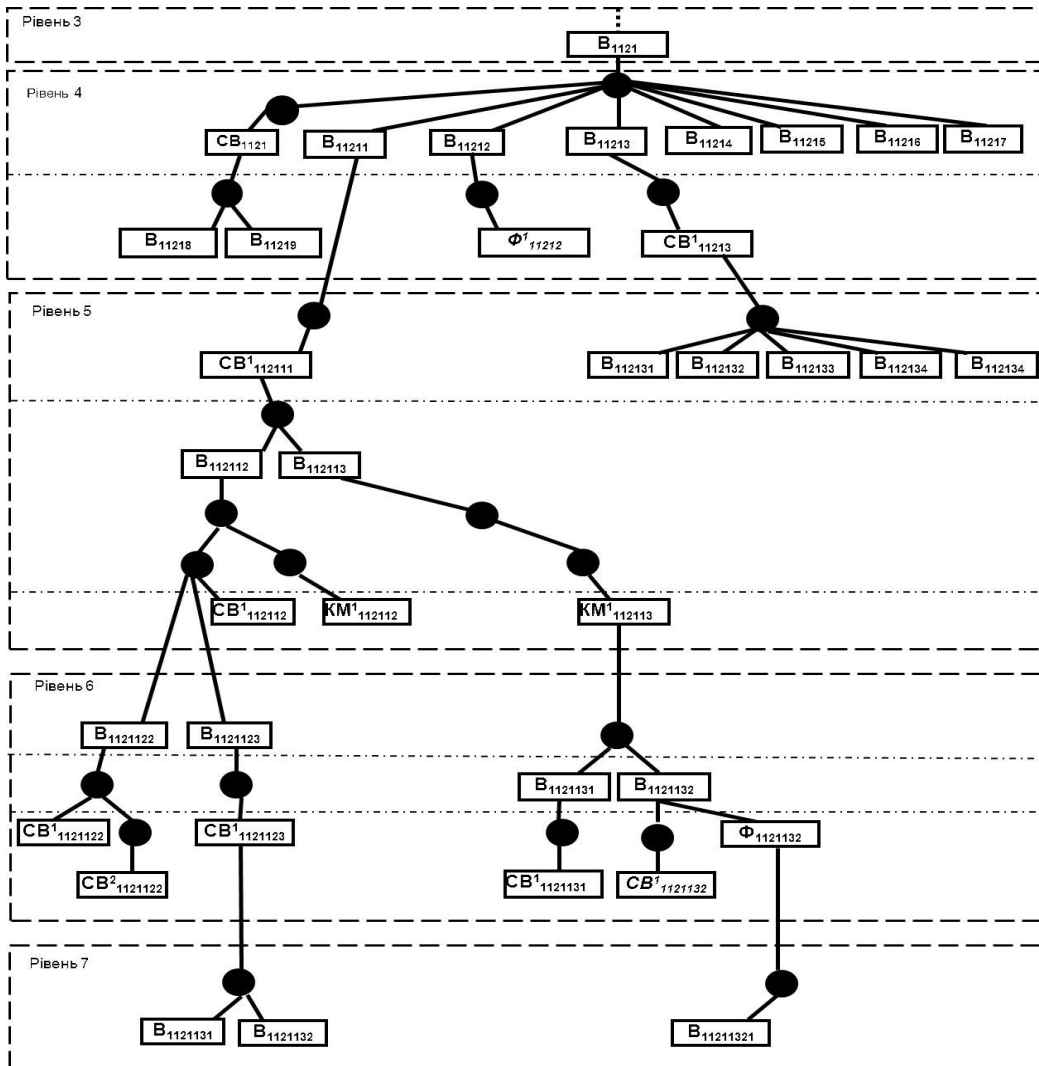 Рівень 3
В₁₁₂₁
Рівень 4
СВ₁₁₂₁ В₁₁₂₁₁ В₁₁₂₁₂ В₁₁₂₁₃ В₁₁₂₁₄ В₁₁₂₁₅ В₁₁₂₁₆ В₁₁₂₁₇
В₁₁₂₁₈ В₁₁₂₁₉ Ф¹₁₁₂₁₂ СВ¹₁₁₂₁₃
Рівень 5
СВ¹₁₁₂₁₁₁ В₁₁₂₁₃₁ В₁₁₂₁₃₂ В₁₁₂₁₃₃ В₁₁₂₁₃₄ В₁₁₂₁₃₄
В₁₁₂₁₁₂ В₁₁₂₁₁₃
СВ¹₁₁₂₁₁₂ КМ¹₁₁₂₁₁₂ КМ¹₁₁₂₁₁₃
Рівень 6
В₁₁₂₁₁₂₂ В₁₁₂₁₁₂₃
В₁₁₂₁₁₃₁ В₁₁₂₁₁₃₂
СВ¹₁₁₂₁₁₂₂ СВ¹₁₁₂₁₁₂₃ Ф₁₁₂₁₁₃₂
СВ²₁₁₂₁₁₂₂ СВ¹₁₁₂₁₁₃₁ СВ¹₁₁₂₁₁₃₂
Рівень 7
В₁₁₂₁₁₃₁ В₁₁₂₁₁₃₂ В₁₁₂₁₁₃₂₁